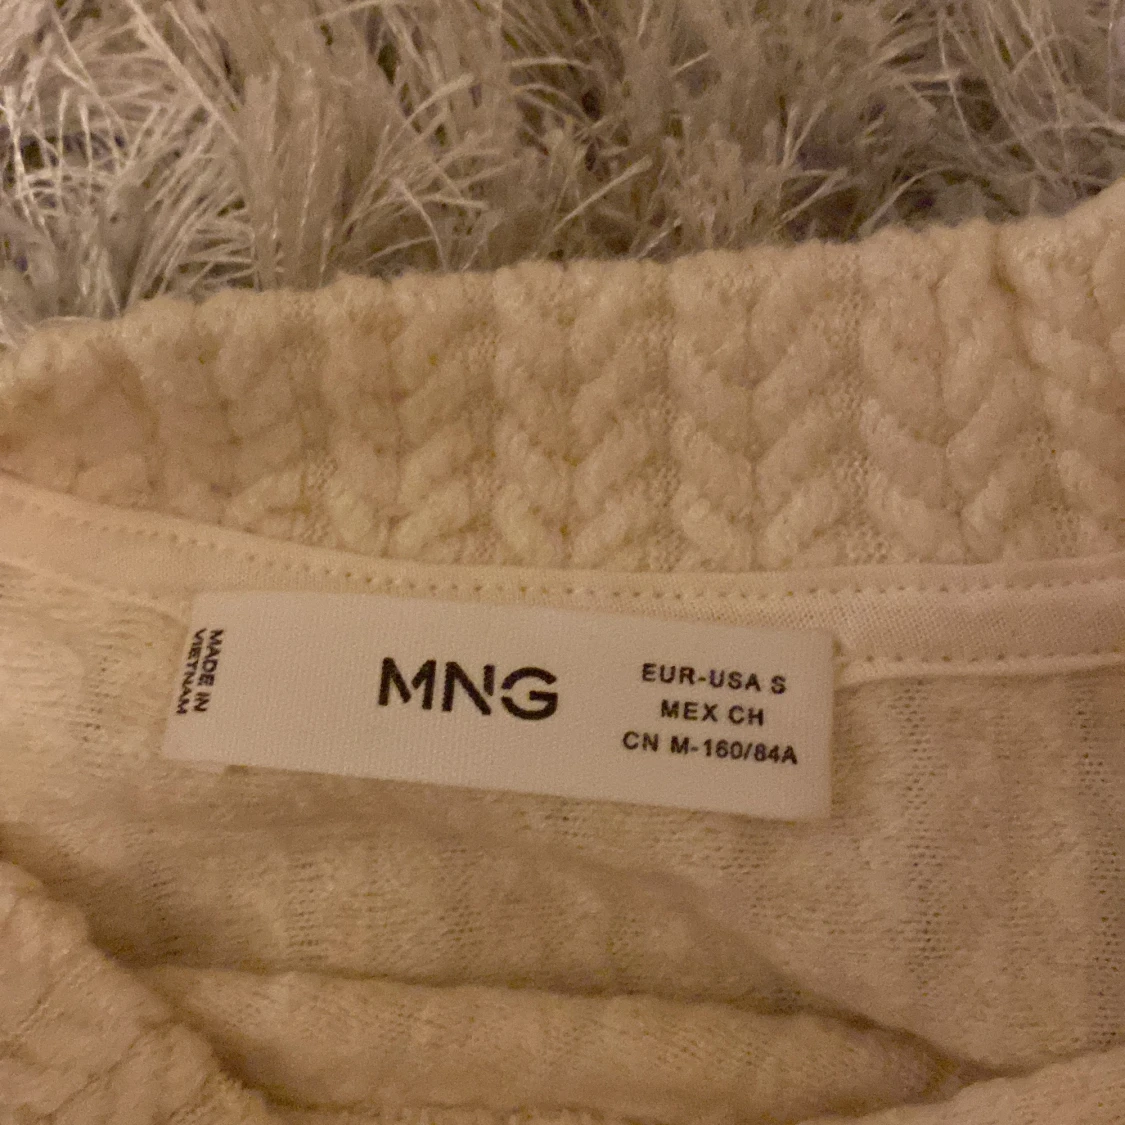 MADE IN
VIETNAM
MNG
EUR-USA S
MEX CH
CN M-160/84A